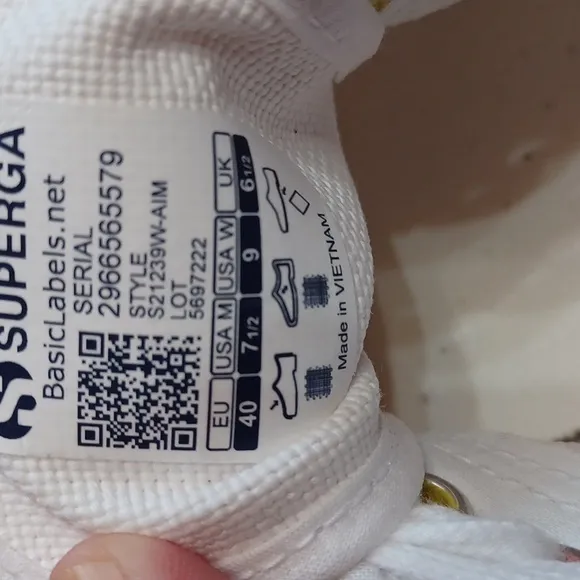 SUPERGA
BasicLabels.net
SERIAL
2966565579
STYLE
S21239W-AIM
LOT
5697222
EU USA M USA W UK
40 7 1/2 9 6 1/2
Made in VIETNAM